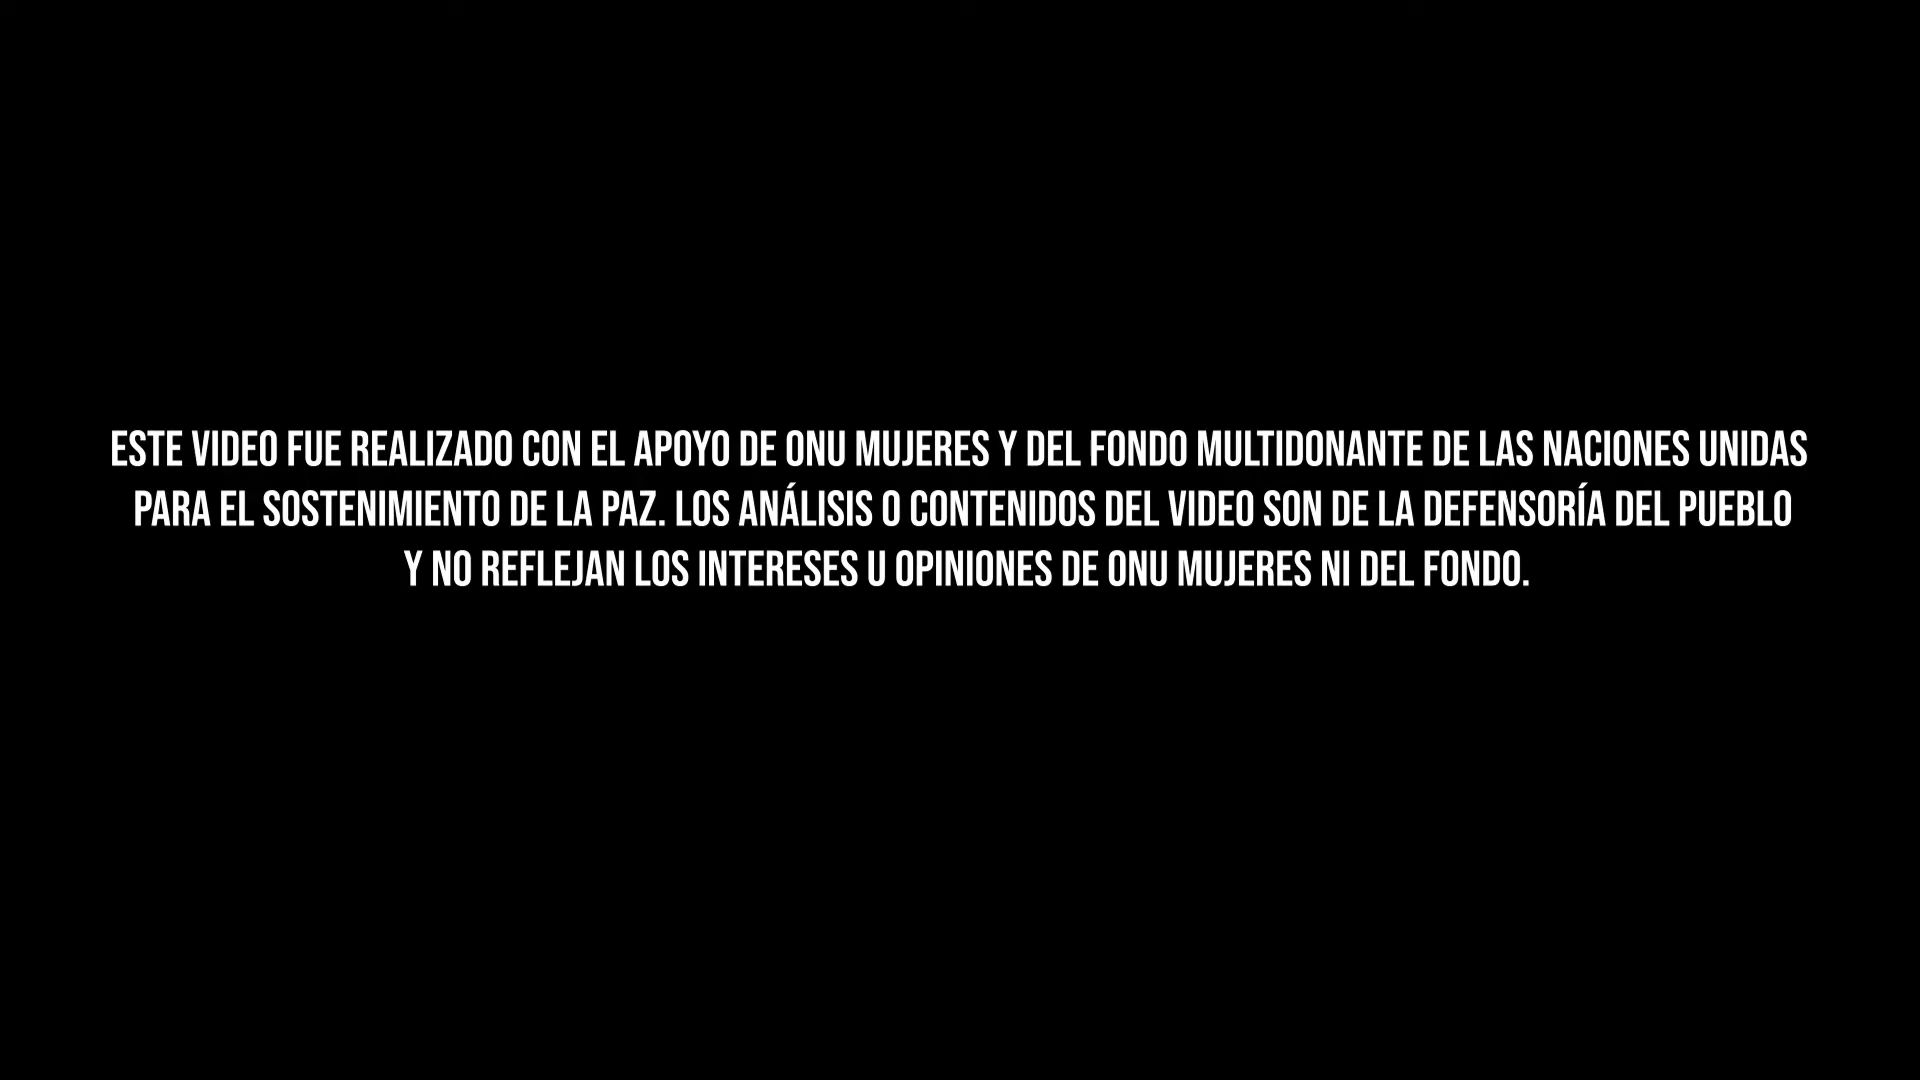 ESTE VIDEO FUE REALIZADO CON EL APOYO DE ONU MUJERES Y DEL FONDO MULTIDONANTE DE LAS NACIONES UNIDAS
PARA EL SOSTENIMIENTO DE LA PAZ. LOS ANÁLISIS O CONTENIDOS DEL VIDEO SON DE LA DEFENSORÍA DEL PUEBLO
Y NO REFLEJAN LOS INTERESES U OPINIONES DE ONU MUJERES NI DEL FONDO.